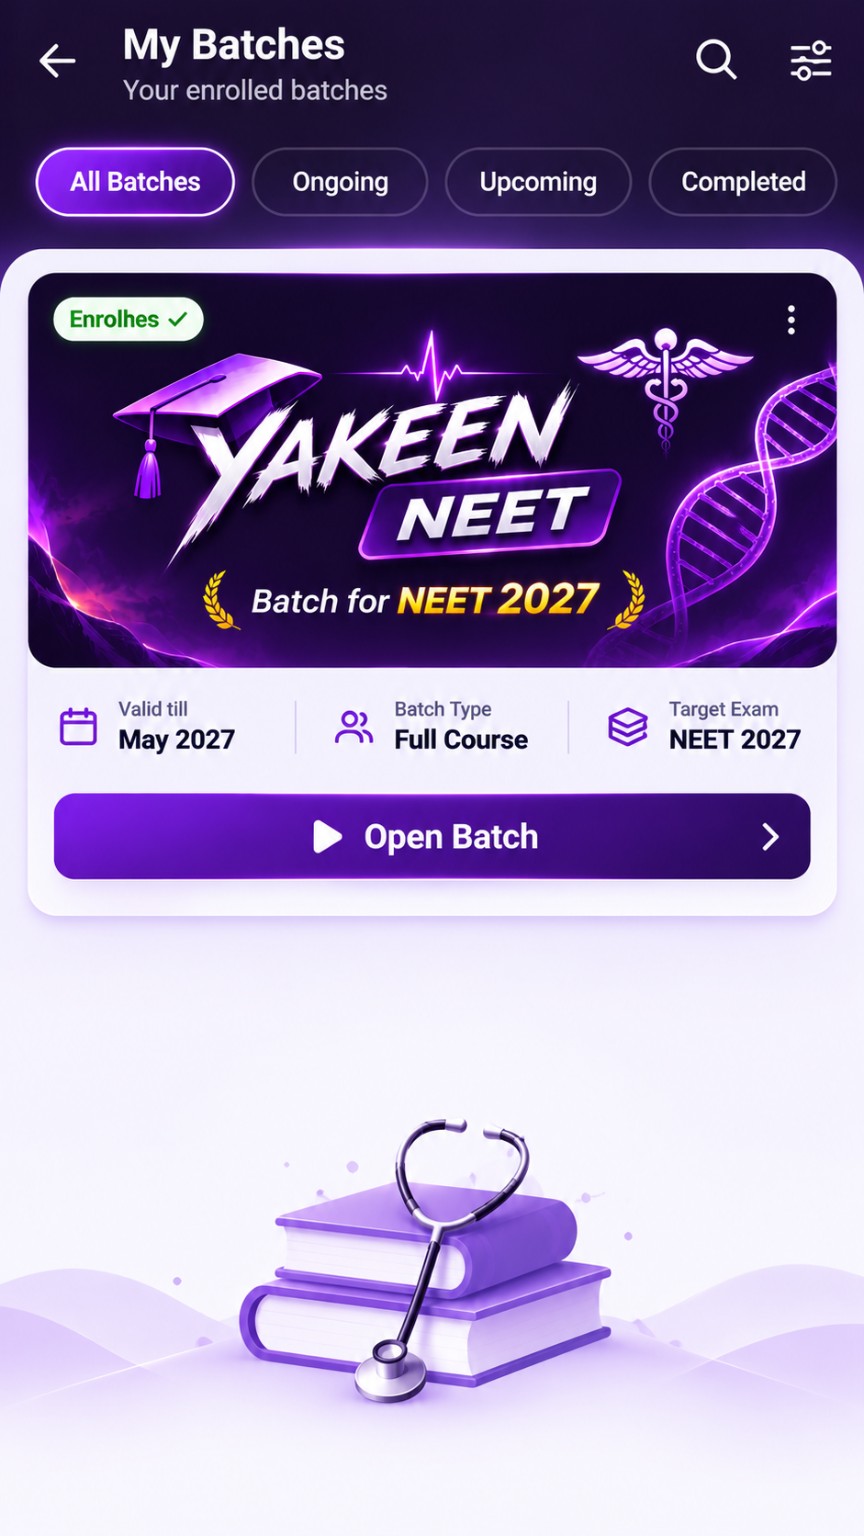 My Batches
Your enrolled batches
All Batches
Ongoing
Upcoming
Completed
Enrolhes
YAKEEN
NEET
Batch for NEET 2027
Valid till
May 2027
Batch Type
Full Course
Target Exam
NEET 2027
Open Batch